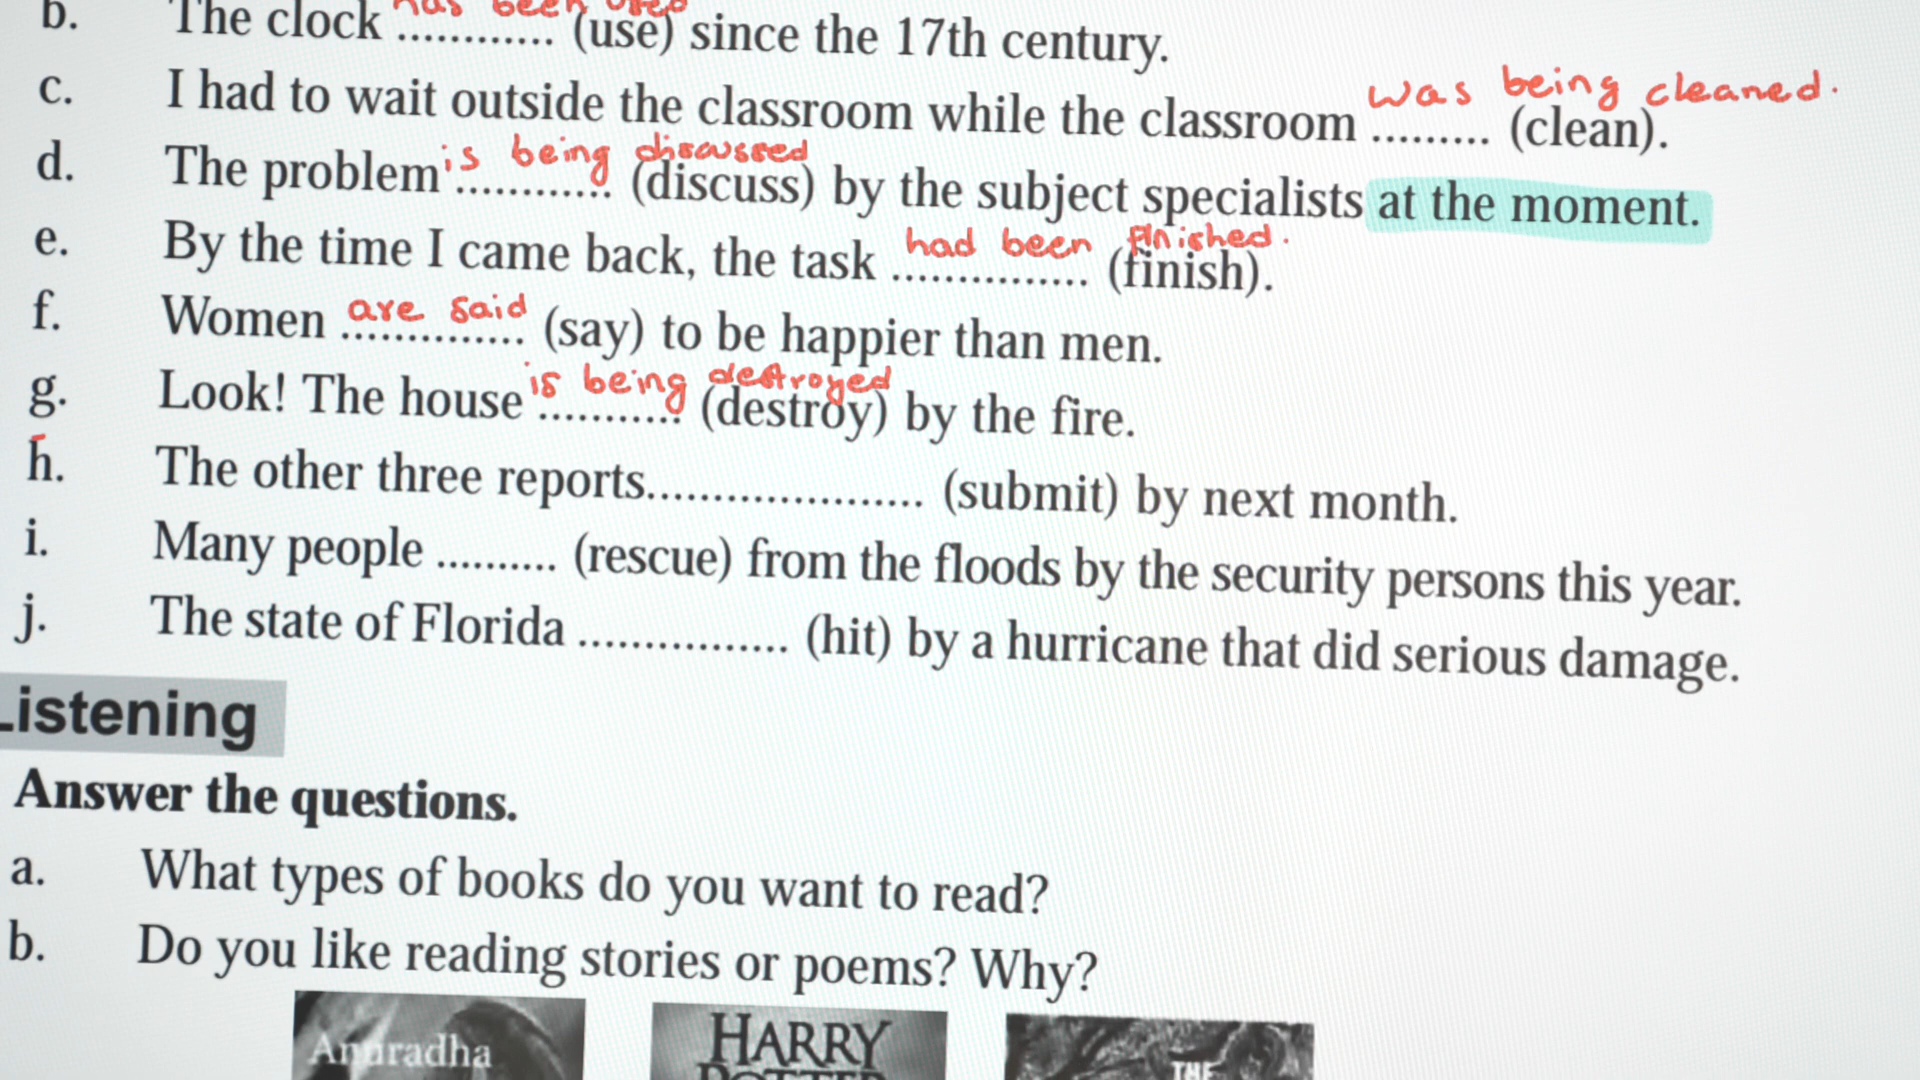 has been used
b. The clock ............ (use) since the 17th century.
was being cleaned.
c. I had to wait outside the classroom while the classroom ......... (clean).
is being discussed
d. The problem ............ (discuss) by the subject specialists at the moment.
had been finished.
e. By the time I came back, the task ............... (finish).
are said
f. Women .............. (say) to be happier than men.
is being destroyed
g. Look! The house ........... (destroy) by the fire.
h. The other three reports..................... (submit) by next month.
i. Many people ......... (rescue) from the floods by the security persons this year.
j. The state of Florida ................ (hit) by a hurricane that did serious damage.
Listening
Answer the questions.
a. What types of books do you want to read?
b. Do you like reading stories or poems? Why?
Anuradha
HARRY
POTTER
THE